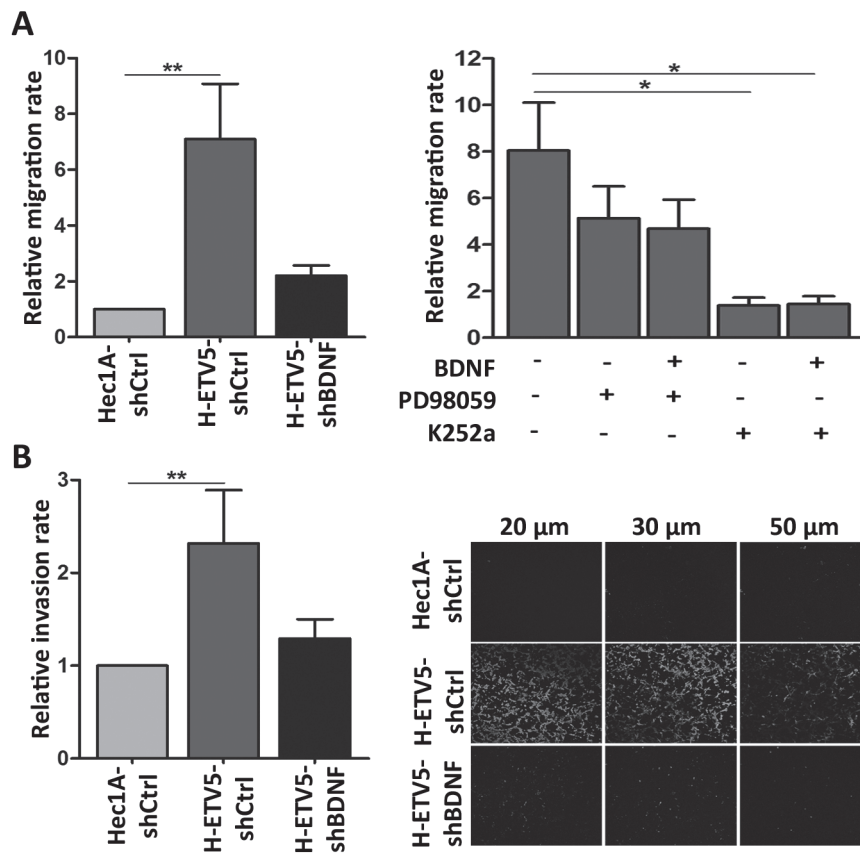 A
Relative migration rate
10
8
6
4
2
0
**
Hec1A-
shCtrl
H-ETV5-
shCtrl
H-ETV5-
shBDNF
Relative migration rate
12
10
8
6
4
2
0
*
*
BDNF - - + - +
PD98059 - + + - -
K252a - - - + +
B
Relative invasion rate
3
2
1
0
**
Hec1A-
shCtrl
H-ETV5-
shCtrl
H-ETV5-
shBDNF
20 µm 30 µm 50 µm
Hec1A-
shCtrl
H-ETV5-
shCtrl
H-ETV5-
shBDNF